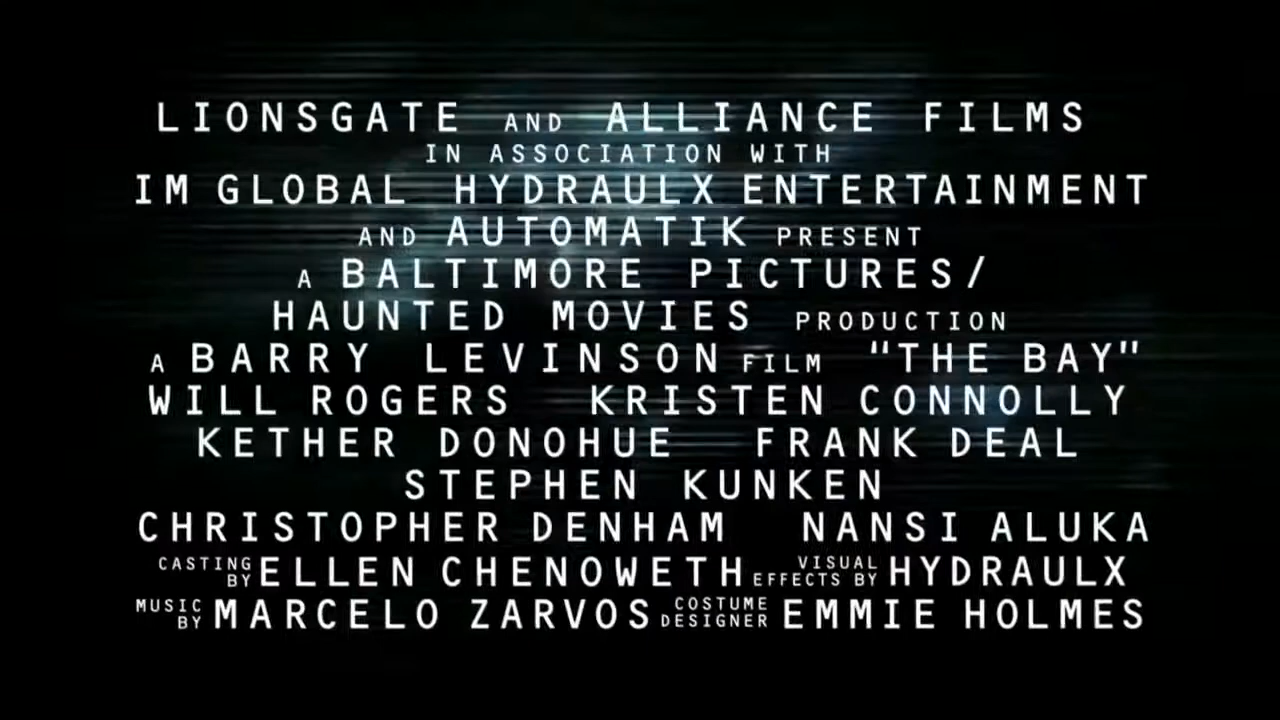 LIONSGATE AND ALLIANCE FILMS
IN ASSOCIATION WITH
IM GLOBAL HYDRAULX ENTERTAINMENT
AND AUTOMATIK PRESENT
A BALTIMORE PICTURES/
HAUNTED MOVIES PRODUCTION
A BARRY LEVINSON FILM "THE BAY"
WILL ROGERS KRISTEN CONNOLLY
KETHER DONOHUE FRANK DEAL
STEPHEN KUNKEN
CHRISTOPHER DENHAM NANSI ALUKA
CASTING BY ELLEN CHENOWETH VISUAL EFFECTS BY HYDRAULX
MUSIC BY MARCELO ZARVOS COSTUME DESIGNER EMMIE HOLMES